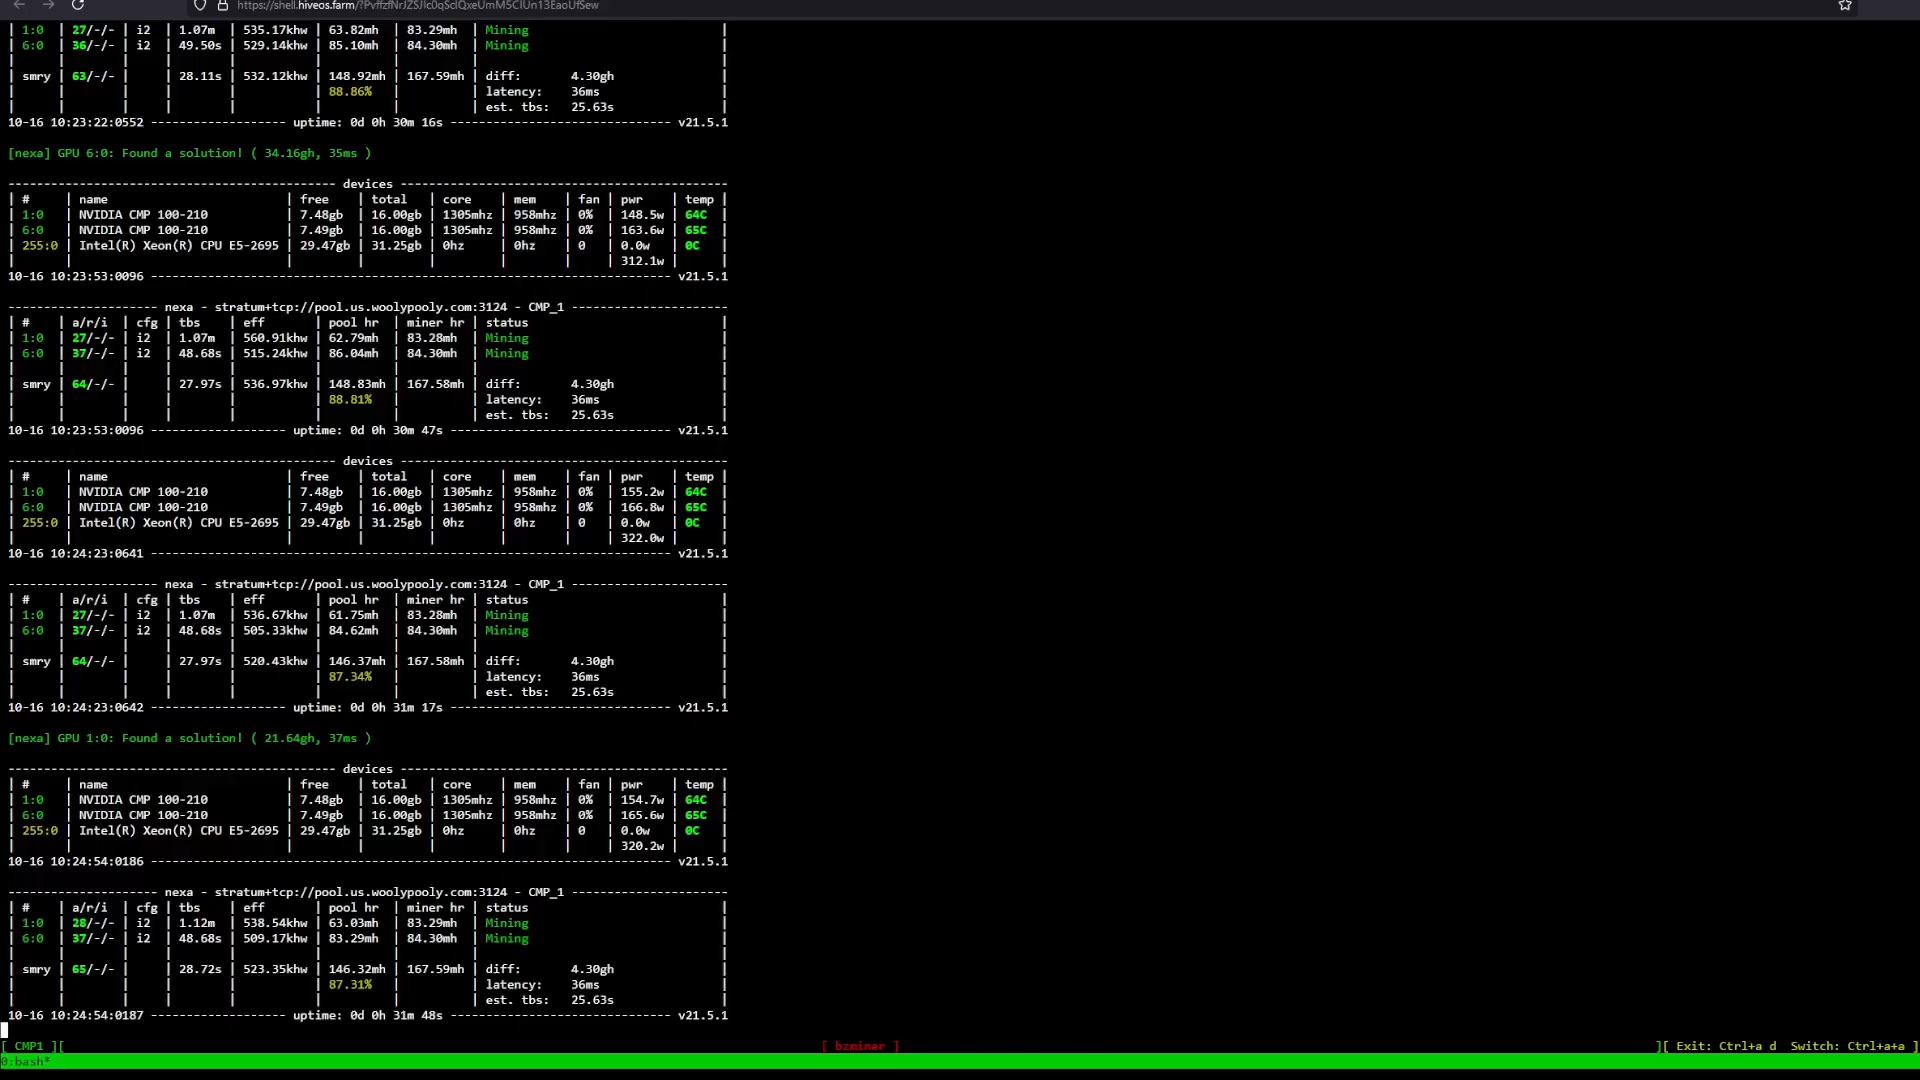 https://shell.hiveos.farm/?PvffzfNrJZSJlc0qSclQxeUmM5ClUn13EaoUfSew
| 1:0 | 27/-/- | i2 | 1.07m | 535.17khw | 63.82mh | 83.29mh | Mining |
| 6:0 | 36/-/- | i2 | 49.50s | 529.14khw | 85.10mh | 84.30mh | Mining |
| | | | | | | |
| smry | 63/-/- | | 28.11s | 532.12khw | 148.92mh | 167.59mh | diff: 4.30gh |
| | | | | | 88.86% | | latency: 36ms |
| | | | | | | | est. tbs: 25.63s |
10-16 10:23:22:0552 ------------------- uptime: 0d 0h 30m 16s ------------------------------- v21.5.1
[nexa] GPU 6:0: Found a solution! ( 34.16gh, 35ms )
---------------------------------------------- devices ----------------------------------------------
| # | name | free | total | core | mem | fan | pwr | temp |
| 1:0 | NVIDIA CMP 100-210 | 7.48gb | 16.00gb | 1305mhz | 958mhz | 0% | 148.5w | 64C |
| 6:0 | NVIDIA CMP 100-210 | 7.49gb | 16.00gb | 1305mhz | 958mhz | 0% | 163.6w | 65C |
| 255:0 | Intel(R) Xeon(R) CPU E5-2695 | 29.47gb | 31.25gb | 0hz | 0hz | 0 | 0.0w | 0C |
| | | | | | | | 312.1w | |
10-16 10:23:53:0096 ------------------------------------------------------------------------- v21.5.1
--------------------- nexa - stratum+tcp://pool.us.woolypooly.com:3124 - CMP_1 ----------------------
| # | a/r/i | cfg | tbs | eff | pool hr | miner hr | status |
| 1:0 | 27/-/- | i2 | 1.07m | 560.91khw | 62.79mh | 83.28mh | Mining |
| 6:0 | 37/-/- | i2 | 48.68s | 515.24khw | 86.04mh | 84.30mh | Mining |
| | | | | | | | |
| smry | 64/-/- | | 27.97s | 536.97khw | 148.83mh | 167.58mh | diff: 4.30gh |
| | | | | | 88.81% | | latency: 36ms |
| | | | | | | | est. tbs: 25.63s |
10-16 10:23:53:0096 ------------------- uptime: 0d 0h 30m 47s ------------------------------- v21.5.1
---------------------------------------------- devices ----------------------------------------------
| # | name | free | total | core | mem | fan | pwr | temp |
| 1:0 | NVIDIA CMP 100-210 | 7.48gb | 16.00gb | 1305mhz | 958mhz | 0% | 155.2w | 64C |
| 6:0 | NVIDIA CMP 100-210 | 7.49gb | 16.00gb | 1305mhz | 958mhz | 0% | 166.8w | 65C |
| 255:0 | Intel(R) Xeon(R) CPU E5-2695 | 29.47gb | 31.25gb | 0hz | 0hz | 0 | 0.0w | 0C |
| | | | | | | | 322.0w | |
10-16 10:24:23:0641 ------------------------------------------------------------------------- v21.5.1
--------------------- nexa - stratum+tcp://pool.us.woolypooly.com:3124 - CMP_1 ----------------------
| # | a/r/i | cfg | tbs | eff | pool hr | miner hr | status |
| 1:0 | 27/-/- | i2 | 1.07m | 536.67khw | 61.75mh | 83.28mh | Mining |
| 6:0 | 37/-/- | i2 | 48.68s | 505.33khw | 84.62mh | 84.30mh | Mining |
| | | | | | | | |
| smry | 64/-/- | | 27.97s | 520.43khw | 146.37mh | 167.58mh | diff: 4.30gh |
| | | | | | 87.34% | | latency: 36ms |
| | | | | | | | est. tbs: 25.63s |
10-16 10:24:23:0642 ------------------- uptime: 0d 0h 31m 17s ------------------------------- v21.5.1
[nexa] GPU 1:0: Found a solution! ( 21.64gh, 37ms )
---------------------------------------------- devices ----------------------------------------------
| # | name | free | total | core | mem | fan | pwr | temp |
| 1:0 | NVIDIA CMP 100-210 | 7.48gb | 16.00gb | 1305mhz | 958mhz | 0% | 154.7w | 64C |
| 6:0 | NVIDIA CMP 100-210 | 7.49gb | 16.00gb | 1305mhz | 958mhz | 0% | 165.6w | 65C |
| 255:0 | Intel(R) Xeon(R) CPU E5-2695 | 29.47gb | 31.25gb | 0hz | 0hz | 0 | 0.0w | 0C |
| | | | | | | | 320.2w | |
10-16 10:24:54:0186 ------------------------------------------------------------------------- v21.5.1
--------------------- nexa - stratum+tcp://pool.us.woolypooly.com:3124 - CMP_1 ----------------------
| # | a/r/i | cfg | tbs | eff | pool hr | miner hr | status |
| 1:0 | 28/-/- | i2 | 1.12m | 538.54khw | 63.03mh | 83.29mh | Mining |
| 6:0 | 37/-/- | i2 | 48.68s | 509.17khw | 83.29mh | 84.30mh | Mining |
| | | | | | | | |
| smry | 65/-/- | | 28.72s | 523.35khw | 146.32mh | 167.59mh | diff: 4.30gh |
| | | | | | 87.31% | | latency: 36ms |
| | | | | | | | est. tbs: 25.63s |
10-16 10:24:54:0187 ------------------- uptime: 0d 0h 31m 48s ------------------------------- v21.5.1
[ CMP1 ][ [ bzminer ] ][ Exit: Ctrl+a d Switch: Ctrl+a+a ]
0:bash*